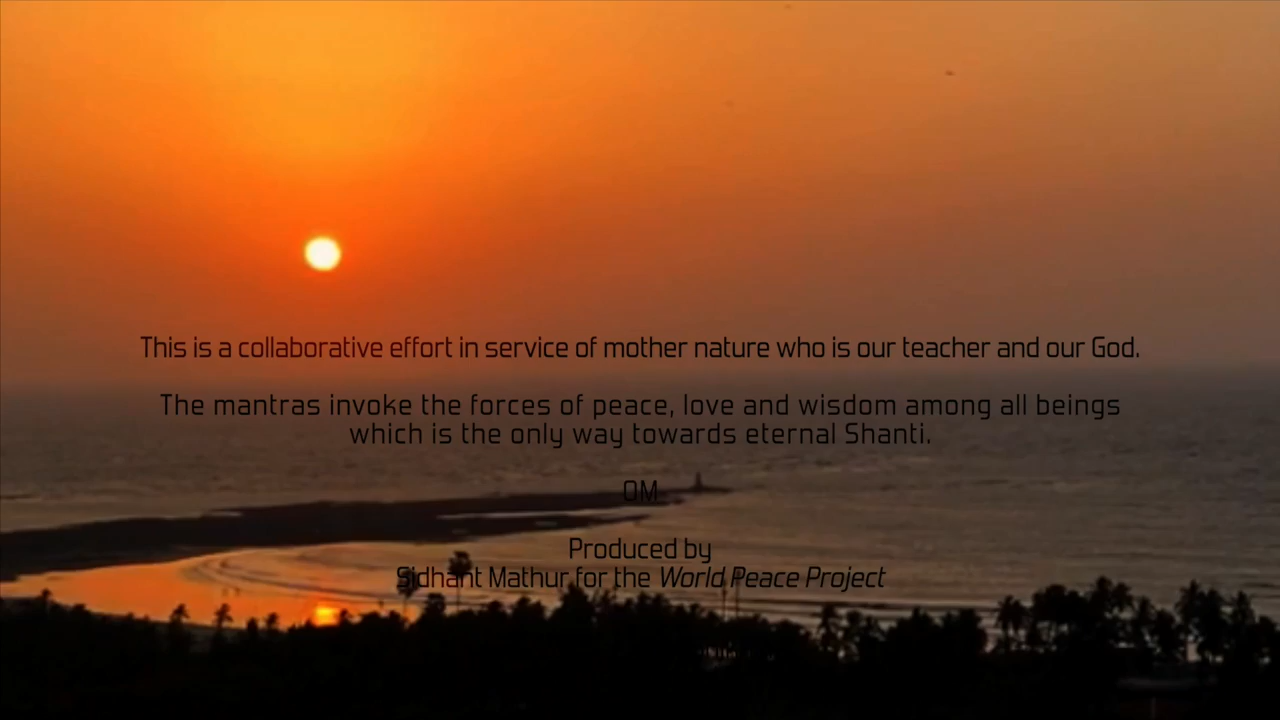 This is a collaborative effort in service of mother nature who is our teacher and our God.
The mantras invoke the forces of peace, love and wisdom among all beings
which is the only way towards eternal Shanti.
OM
Produced by
Sidhant Mathur for the World Peace Project